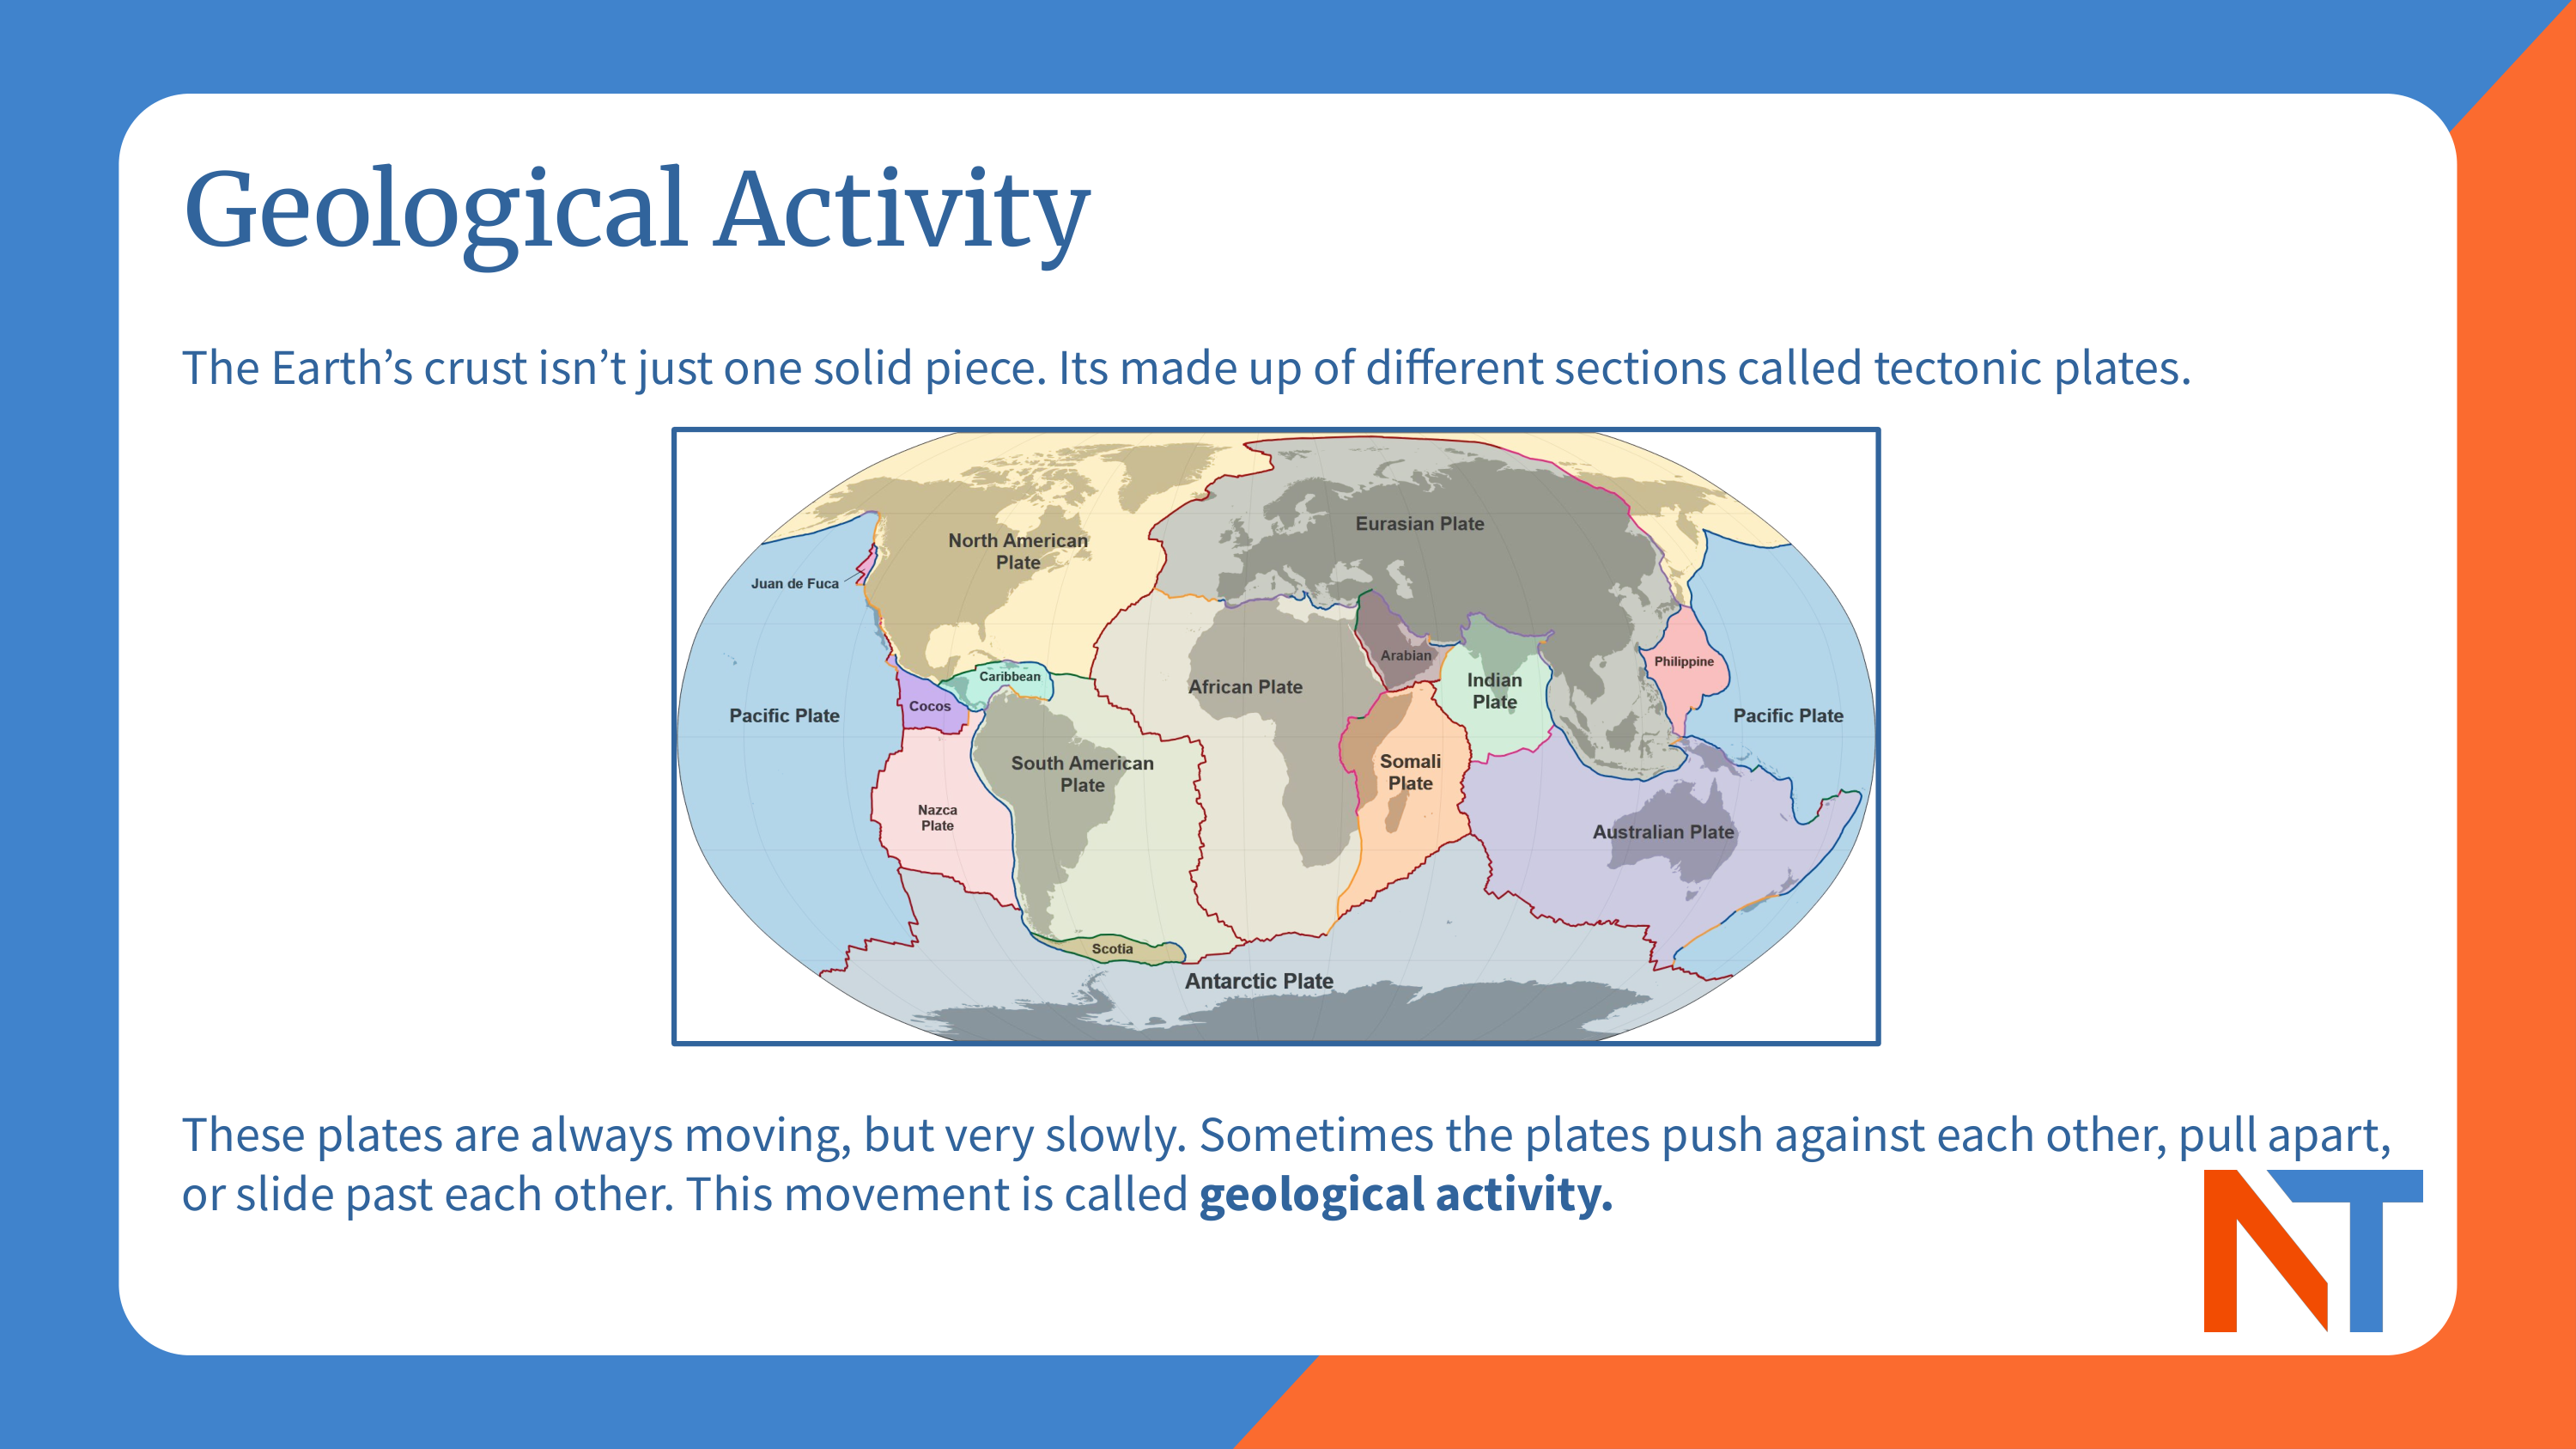 Geological Activity
The Earth’s crust isn’t just one solid piece. Its made up of different sections called tectonic plates.
North American
Plate
Eurasian Plate
Juan de Fuca
Caribbean
Cocos
Pacific Plate
African Plate
Arabian
Indian
Plate
Philippine
Pacific Plate
South American
Plate
Somali
Plate
Nazca
Plate
Australian Plate
Scotia
Antarctic Plate
These plates are always moving, but very slowly. Sometimes the plates push against each other, pull apart,
or slide past each other. This movement is called geological activity.
NT